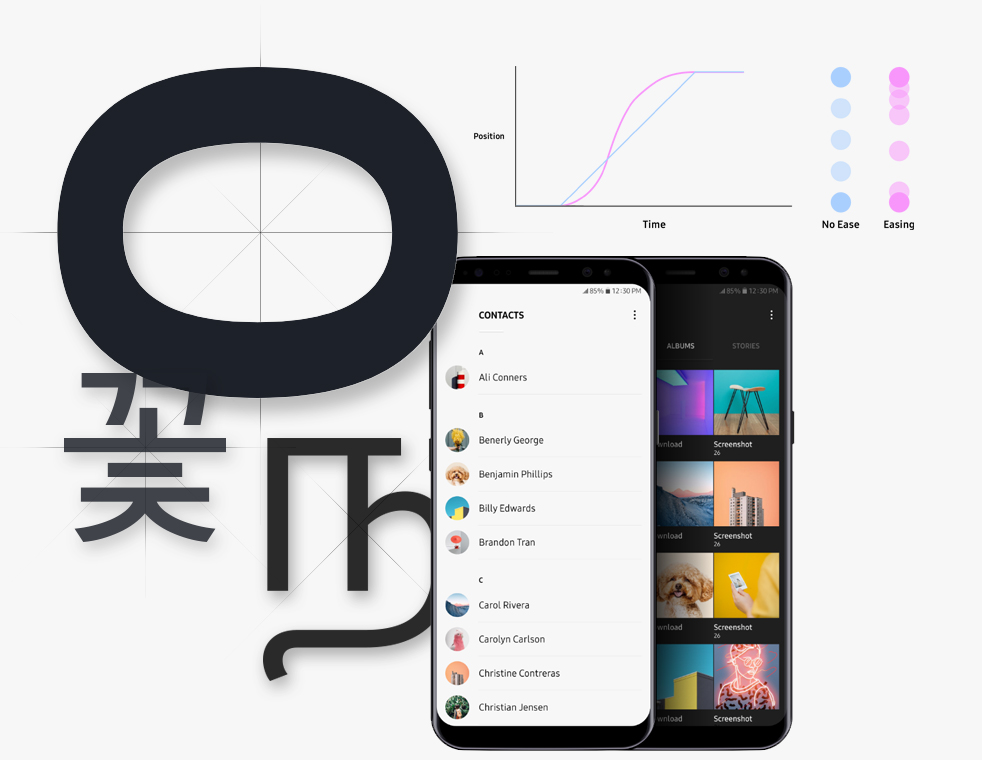 O
꽃
ற
Position
Time
No Ease
Easing
85% 12:30 PM
CONTACTS
A
Ali Conners
B
Benerly George
Benjamin Phillips
Billy Edwards
Brandon Tran
C
Carol Rivera
Carolyn Carlson
Christine Contreras
Christian Jensen
85% 12:30 PM
ALBUMS STORIES
wnload Screenshot
26
wnload Screenshot
26
wnload Screenshot
26
wnload Screenshot